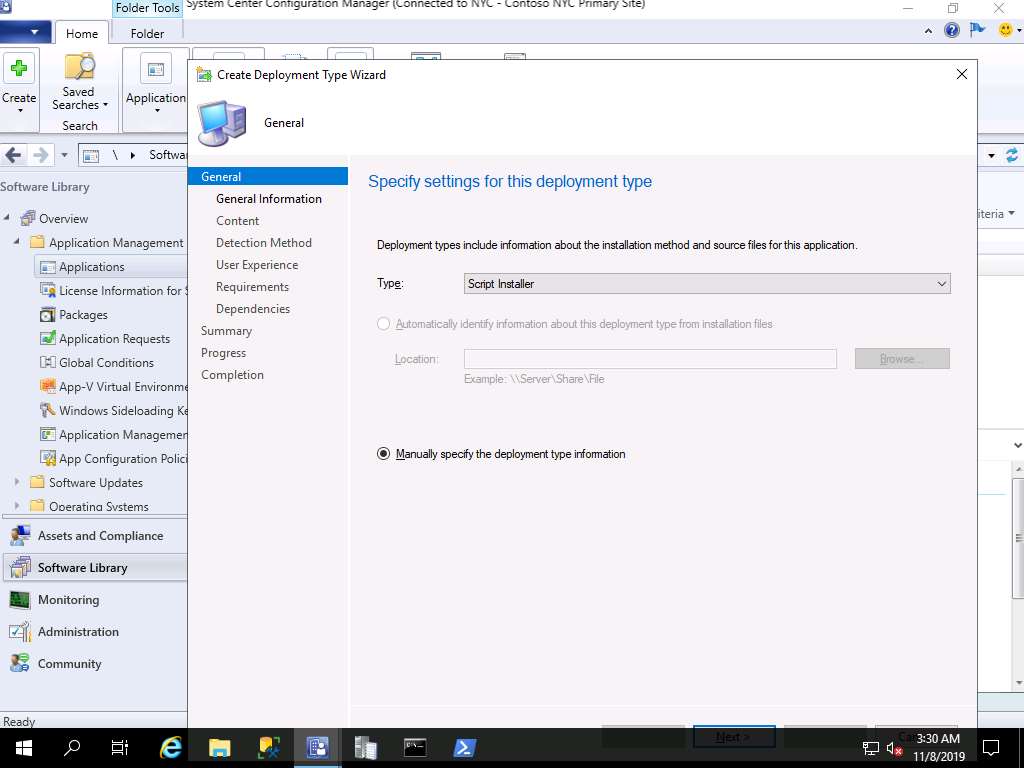 Folder Tools
System Center Configuration Manager (Connected to NYC - Contoso NYC Primary Site)
Home
Folder
Create
Saved
Searches
Application
Search
Create Deployment Type Wizard
General
\
Software Library
Overview
Application Management
Applications
License Information for S
Packages
Application Requests
Global Conditions
App-V Virtual Environme
Windows Sideloading Ke
Application Managemen
App Configuration Polici
Software Updates
Operating Systems
Assets and Compliance
Software Library
Monitoring
Administration
Community
Ready
General
General Information
Content
Detection Method
User Experience
Requirements
Dependencies
Summary
Progress
Completion
Specify settings for this deployment type
Deployment types include information about the installation method and source files for this application.
Type:
Script Installer
Automatically identify information about this deployment type from installation files
Location:
Browse...
Example: \\Server\Share\File
Manually specify the deployment type information
Next >
iteria
3:30 AM
11/8/2019